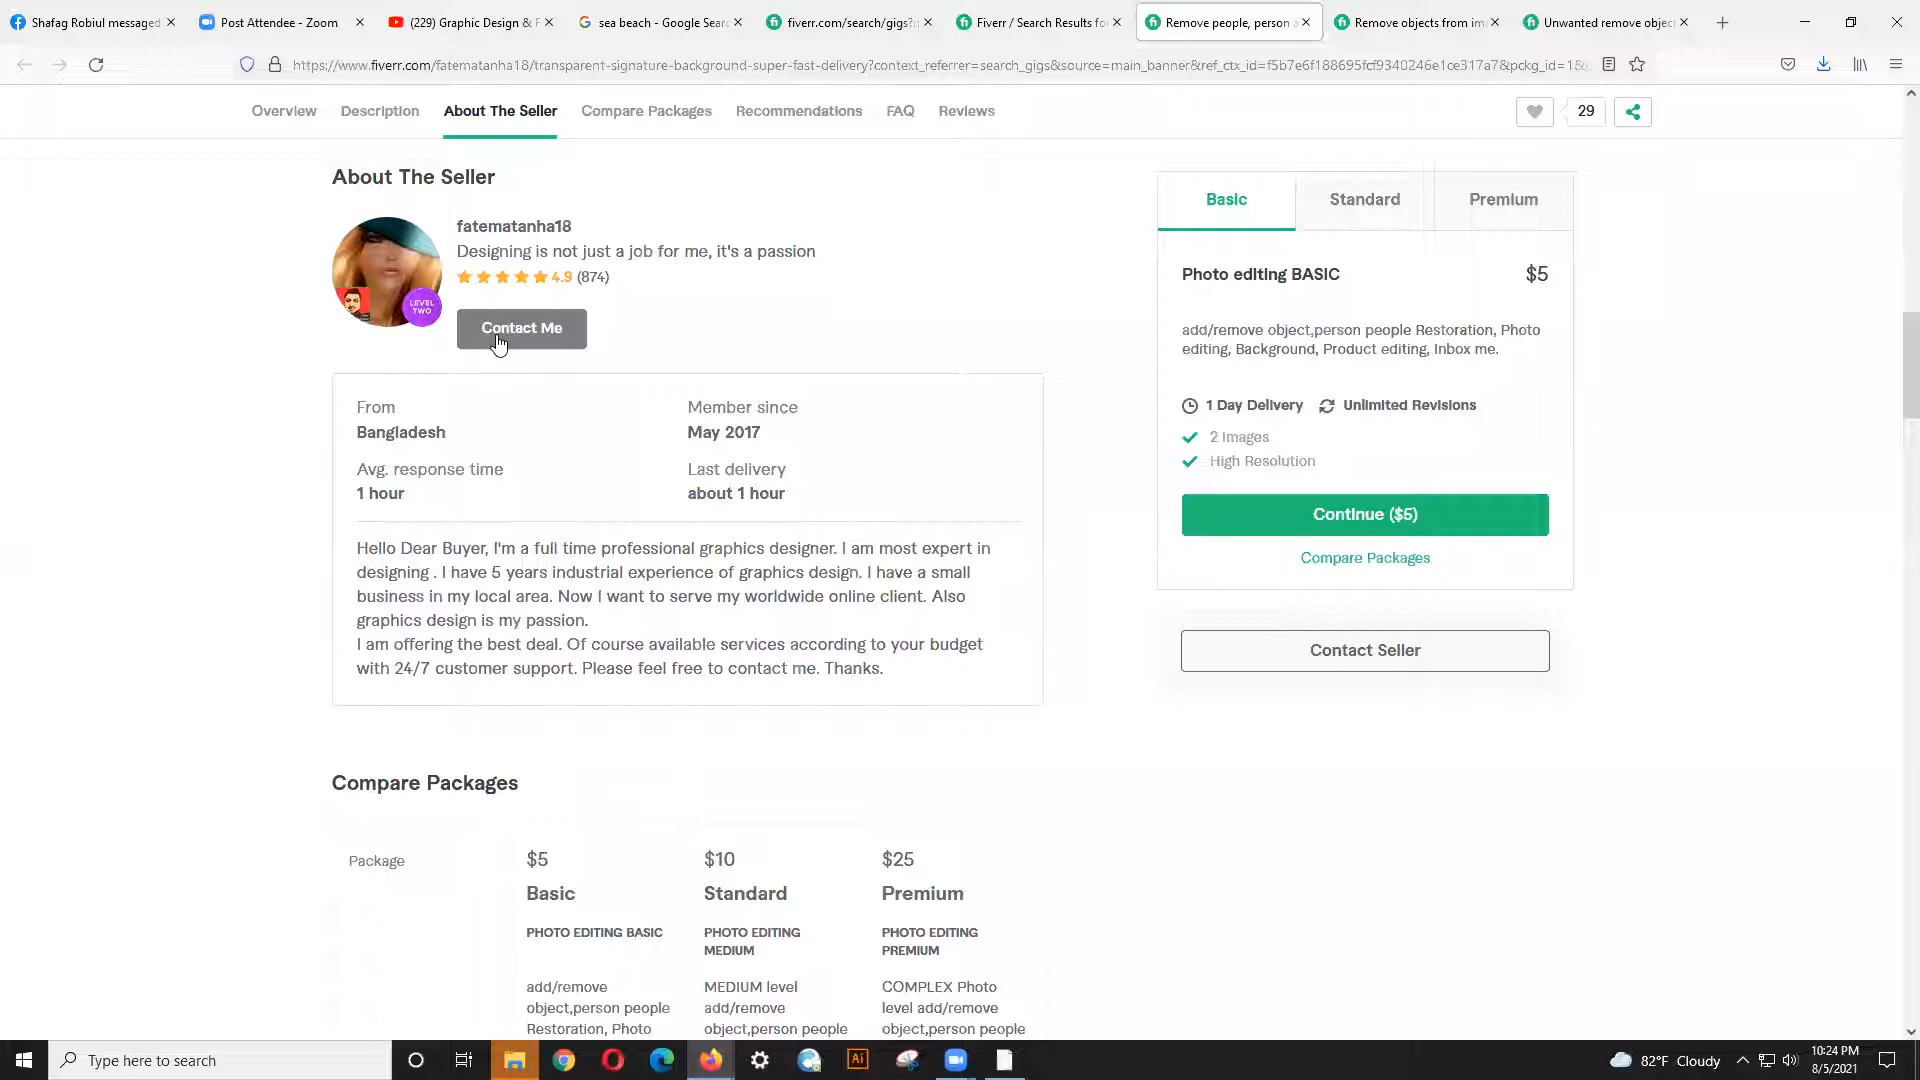 Shafag Robiul messaged
Post Attendee - Zoom
(229) Graphic Design & F
sea beach - Google Searc
fiverr.com/search/gigs?q
Fiverr / Search Results fo
Remove people, person a
Remove objects from im
Unwanted remove objec
https://www.fiverr.com/fatematanha18/transparent-signature-background-super-fast-delivery?context_referrer=search_gigs&source=main_banner&ref_ctx_id=f5b7e6f188695fcf9340246e1ce317a7&pckg_id=1&
Overview Description About The Seller Compare Packages Recommendations FAQ Reviews
29
About The Seller
fatematanha18
Designing is not just a job for me, it's a passion
4.9 (874)
LEVEL
TWO
Contact Me
From
Bangladesh
Member since
May 2017
Avg. response time
1 hour
Last delivery
about 1 hour
Hello Dear Buyer, I'm a full time professional graphics designer. I am most expert in
designing . I have 5 years industrial experience of graphics design. I have a small
business in my local area. Now I want to serve my worldwide online client. Also
graphics design is my passion.
I am offering the best deal. Of course available services according to your budget
with 24/7 customer support. Please feel free to contact me. Thanks.
Basic Standard Premium
Photo editing BASIC $5
add/remove object,person people Restoration, Photo
editing, Background, Product editing, Inbox me.
1 Day Delivery Unlimited Revisions
2 Images
High Resolution
Continue ($5)
Compare Packages
Contact Seller
Compare Packages
Package
$5
Basic
PHOTO EDITING BASIC
add/remove
object,person people
Restoration, Photo
$10
Standard
PHOTO EDITING
MEDIUM
MEDIUM level
add/remove
object,person people
$25
Premium
PHOTO EDITING
PREMIUM
COMPLEX Photo
level add/remove
object,person people
Type here to search
Ai
82°F Cloudy
10:24 PM
8/5/2021